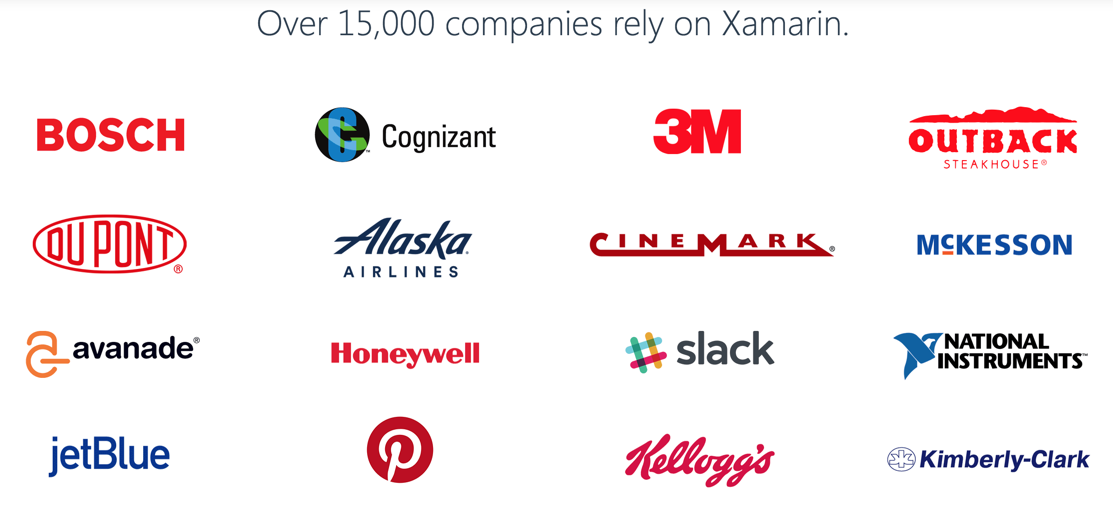 Over 15,000 companies rely on Xamarin.
BOSCH
Cognizant™
3M
OUTBACK
STEAKHOUSE®
DU PONT®
Alaska®
AIRLINES
CINEMARK®
McKESSON
avanade®
Honeywell
slack
NATIONAL
INSTRUMENTS™
jetBlue
Kellogg's
Kimberly-Clark